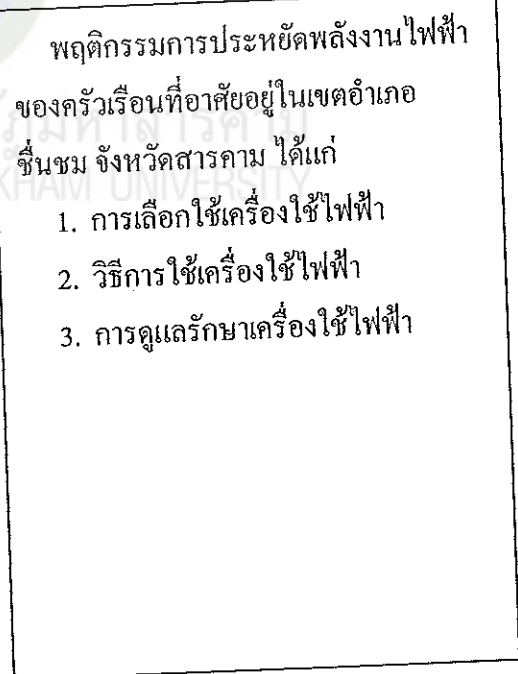 พฤติกรรมการประหยัดพลังงานไฟฟ้า
ของครัวเรือนที่อาศัยอยู่ในเขตอำเภอ
ชื่นชม จังหวัดสารคาม ได้แก่
1. การเลือกใช้เครื่องใช้ไฟฟ้า
2. วิธีการใช้เครื่องใช้ไฟฟ้า
3. การดูแลรักษาเครื่องใช้ไฟฟ้า